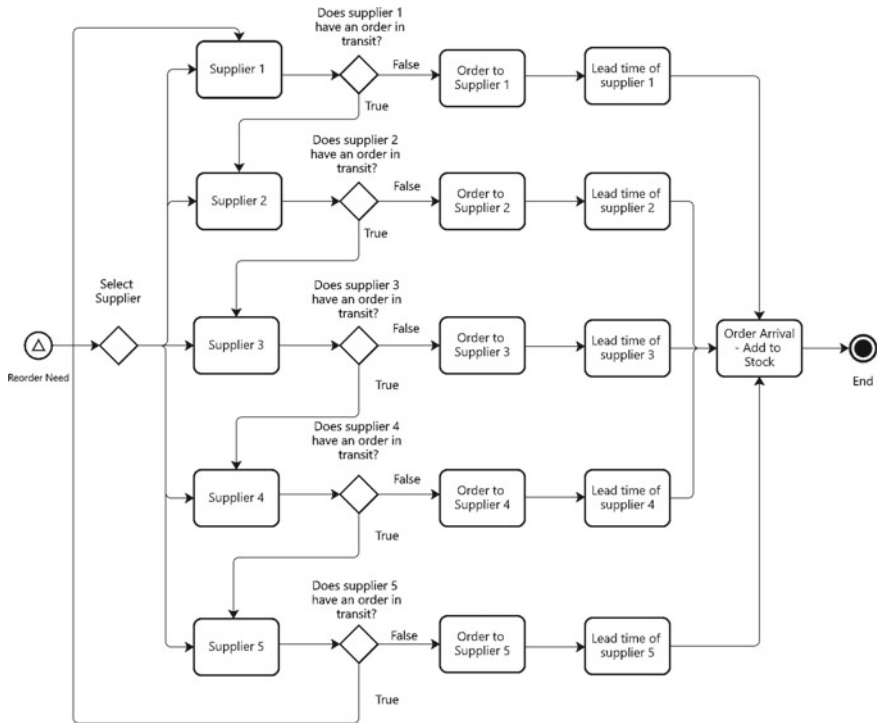 Does supplier 1
have an order in
transit?
Supplier 1
False
Order to
Supplier 1
Lead time of
supplier 1
True
Does supplier 2
have an order in
transit?
Supplier 2
False
Order to
Supplier 2
Lead time of
supplier 2
True
Select
Supplier
Does supplier 3
have an order in
transit?
Reorder Need
Supplier 3
False
Order to
Supplier 3
Lead time of
supplier 3
Order Arrival
- Add to
Stock
End
True
Does supplier 4
have an order in
transit?
Supplier 4
False
Order to
Supplier 4
Lead time of
supplier 4
True
Does supplier 5
have an order in
transit?
Supplier 5
False
Order to
Supplier 5
Lead time of
supplier 5
True